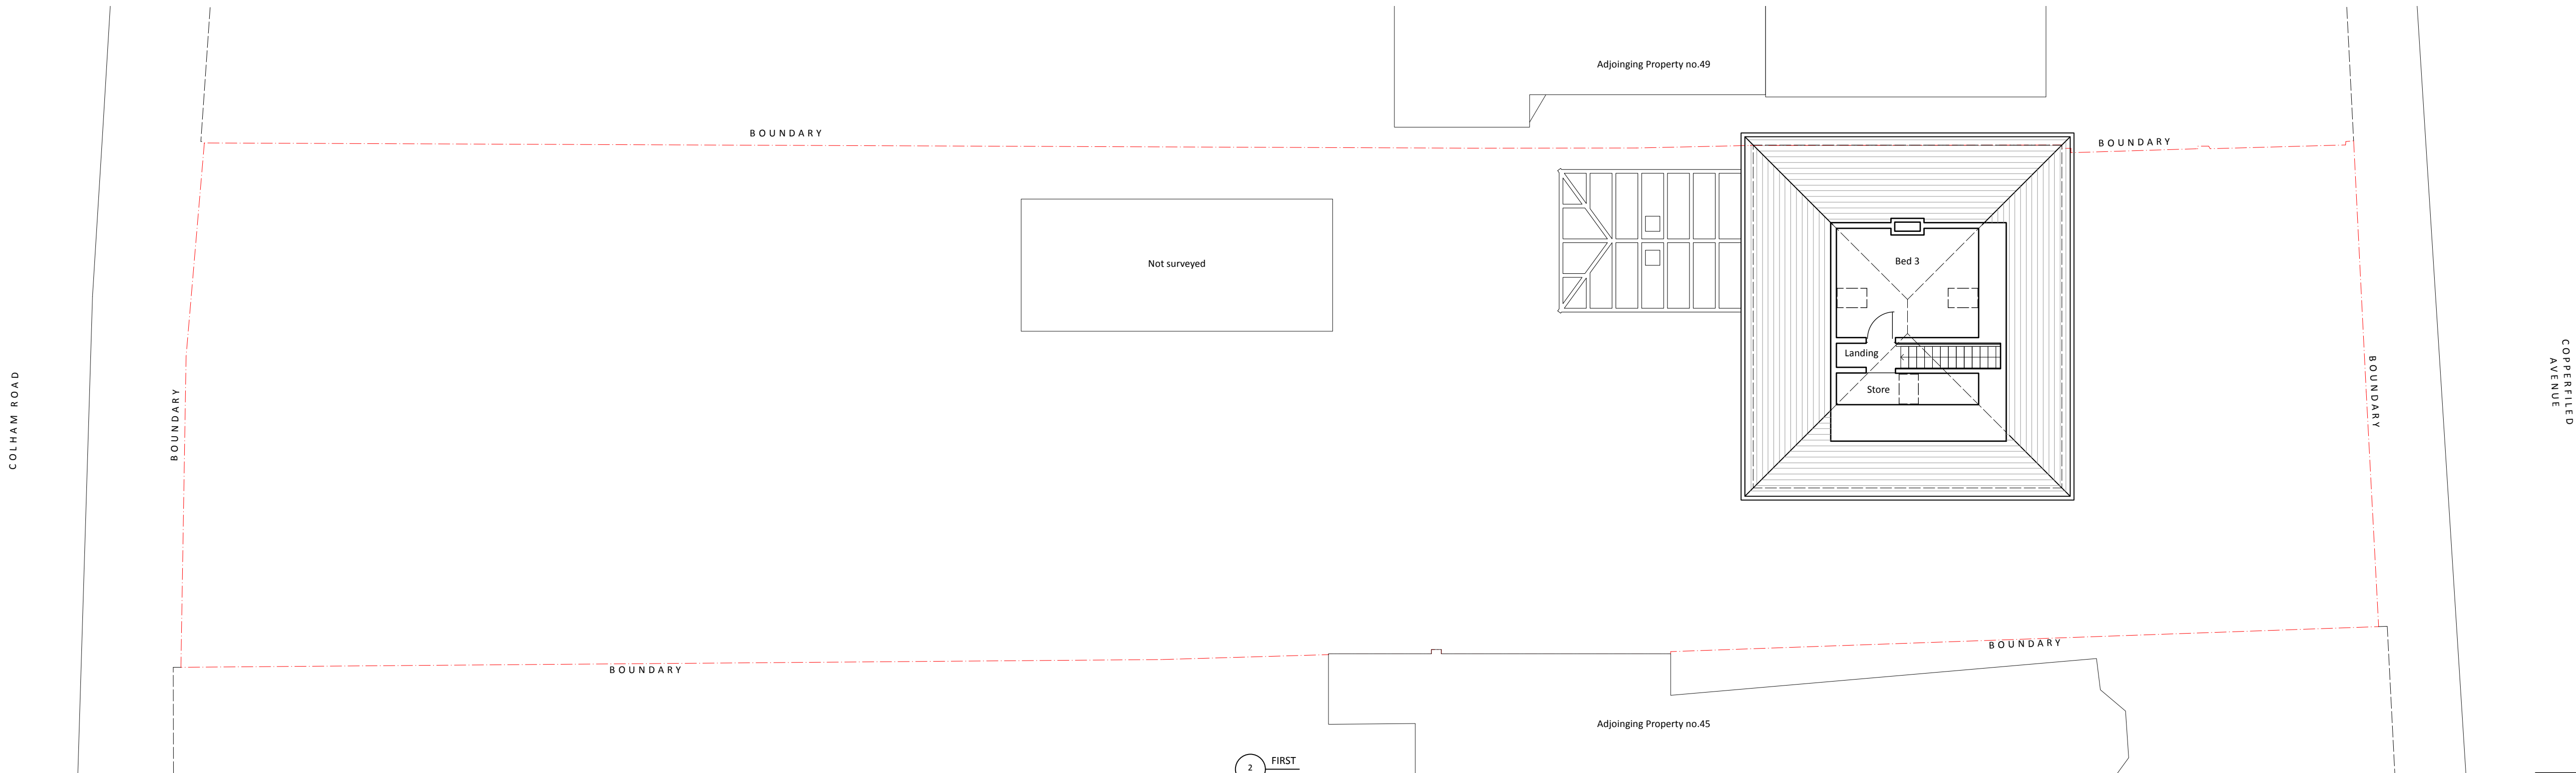 Adjoinging Property no.49
BOUNDARY
BOUNDARY
Not surveyed
Bed 3
Landing
Store
COLHAM ROAD
BOUNDARY
BOUNDARY
COPPERFILED
AVENUE
BOUNDARY
BOUNDARY
Adjoinging Property no.45
2
FIRST